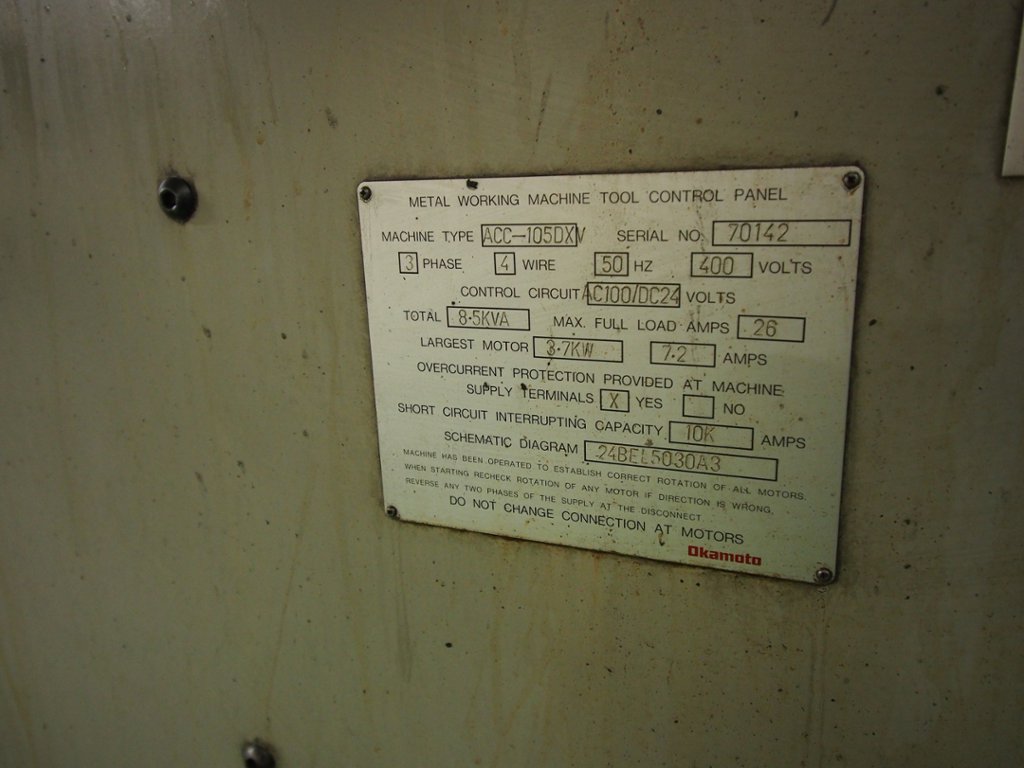 METAL WORKING MACHINE TOOL CONTROL PANEL
MACHINE TYPE ACC-105DXV SERIAL NO. 70142
3 PHASE 4 WIRE 50 HZ 400 VOLTS
CONTROL CIRCUIT AC100/DC24 VOLTS
TOTAL 8.5KVA MAX. FULL LOAD AMPS 26
LARGEST MOTOR 3.7KW 7.2 AMPS
OVERCURRENT PROTECTION PROVIDED AT MACHINE
SUPPLY TERMINALS X YES NO
SHORT CIRCUIT INTERRUPTING CAPACITY 10K AMPS
SCHEMATIC DIAGRAM 24BEL5030A3
MACHINE HAS BEEN OPERATED TO ESTABLISH CORRECT ROTATION OF ALL MOTORS.
WHEN STARTING RECHECK ROTATION OF ANY MOTOR IF DIRECTION IS WRONG,
REVERSE ANY TWO PHASES OF THE SUPPLY AT THE DISCONNECT
DO NOT CHANGE CONNECTION AT MOTORS
Okamoto